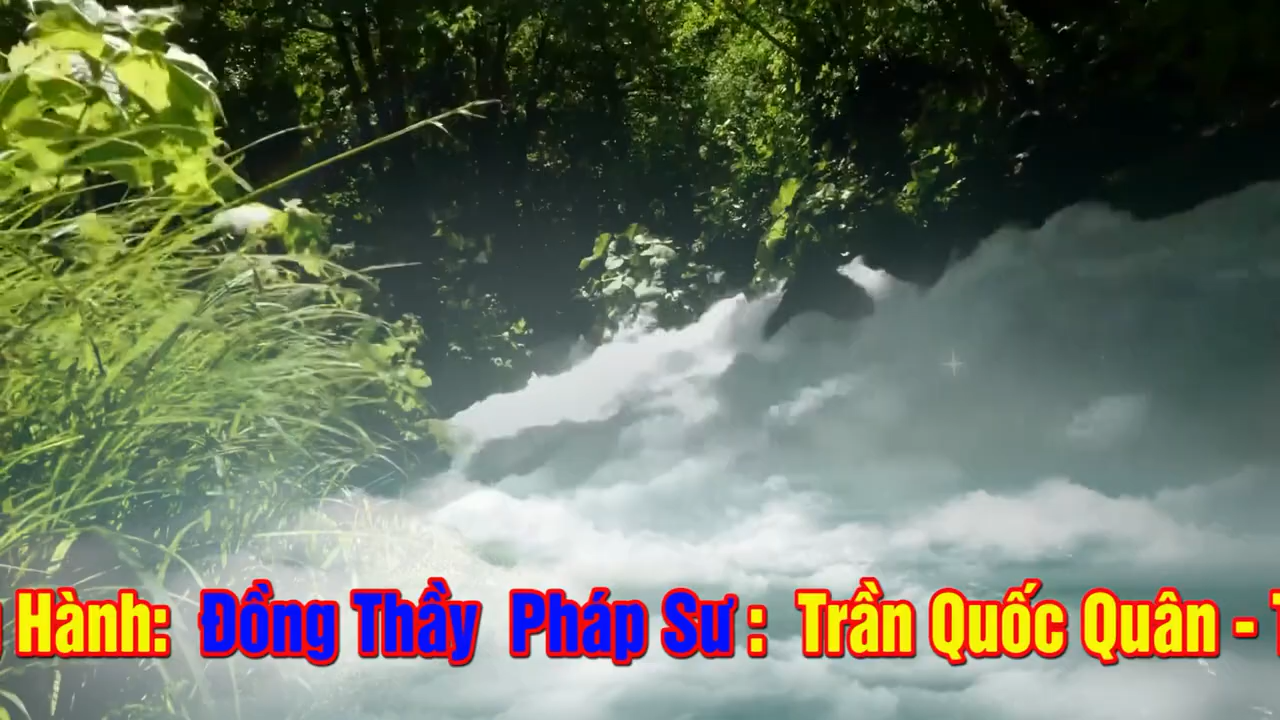 Hành: Đồng Thầy Pháp Sư : Trần Quốc Quân -